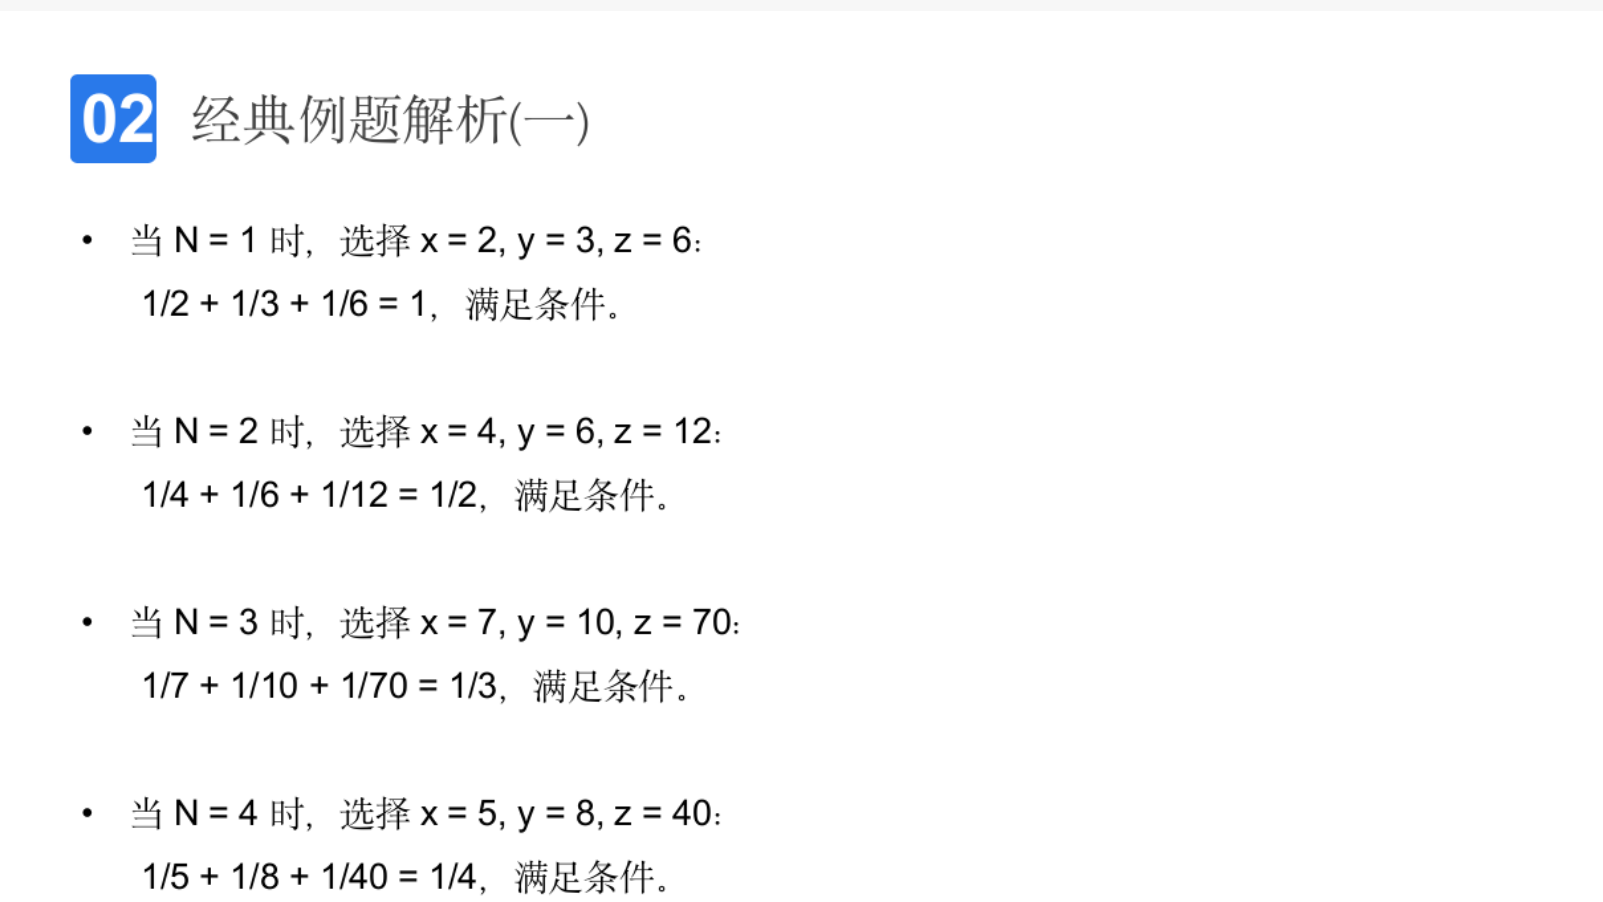 02 经典例题解析(一)
• 当 N = 1 时，选择 x = 2, y = 3, z = 6：
1/2 + 1/3 + 1/6 = 1，满足条件。
• 当 N = 2 时，选择 x = 4, y = 6, z = 12：
1/4 + 1/6 + 1/12 = 1/2，满足条件。
• 当 N = 3 时，选择 x = 7, y = 10, z = 70：
1/7 + 1/10 + 1/70 = 1/3，满足条件。
• 当 N = 4 时，选择 x = 5, y = 8, z = 40：
1/5 + 1/8 + 1/40 = 1/4，满足条件。